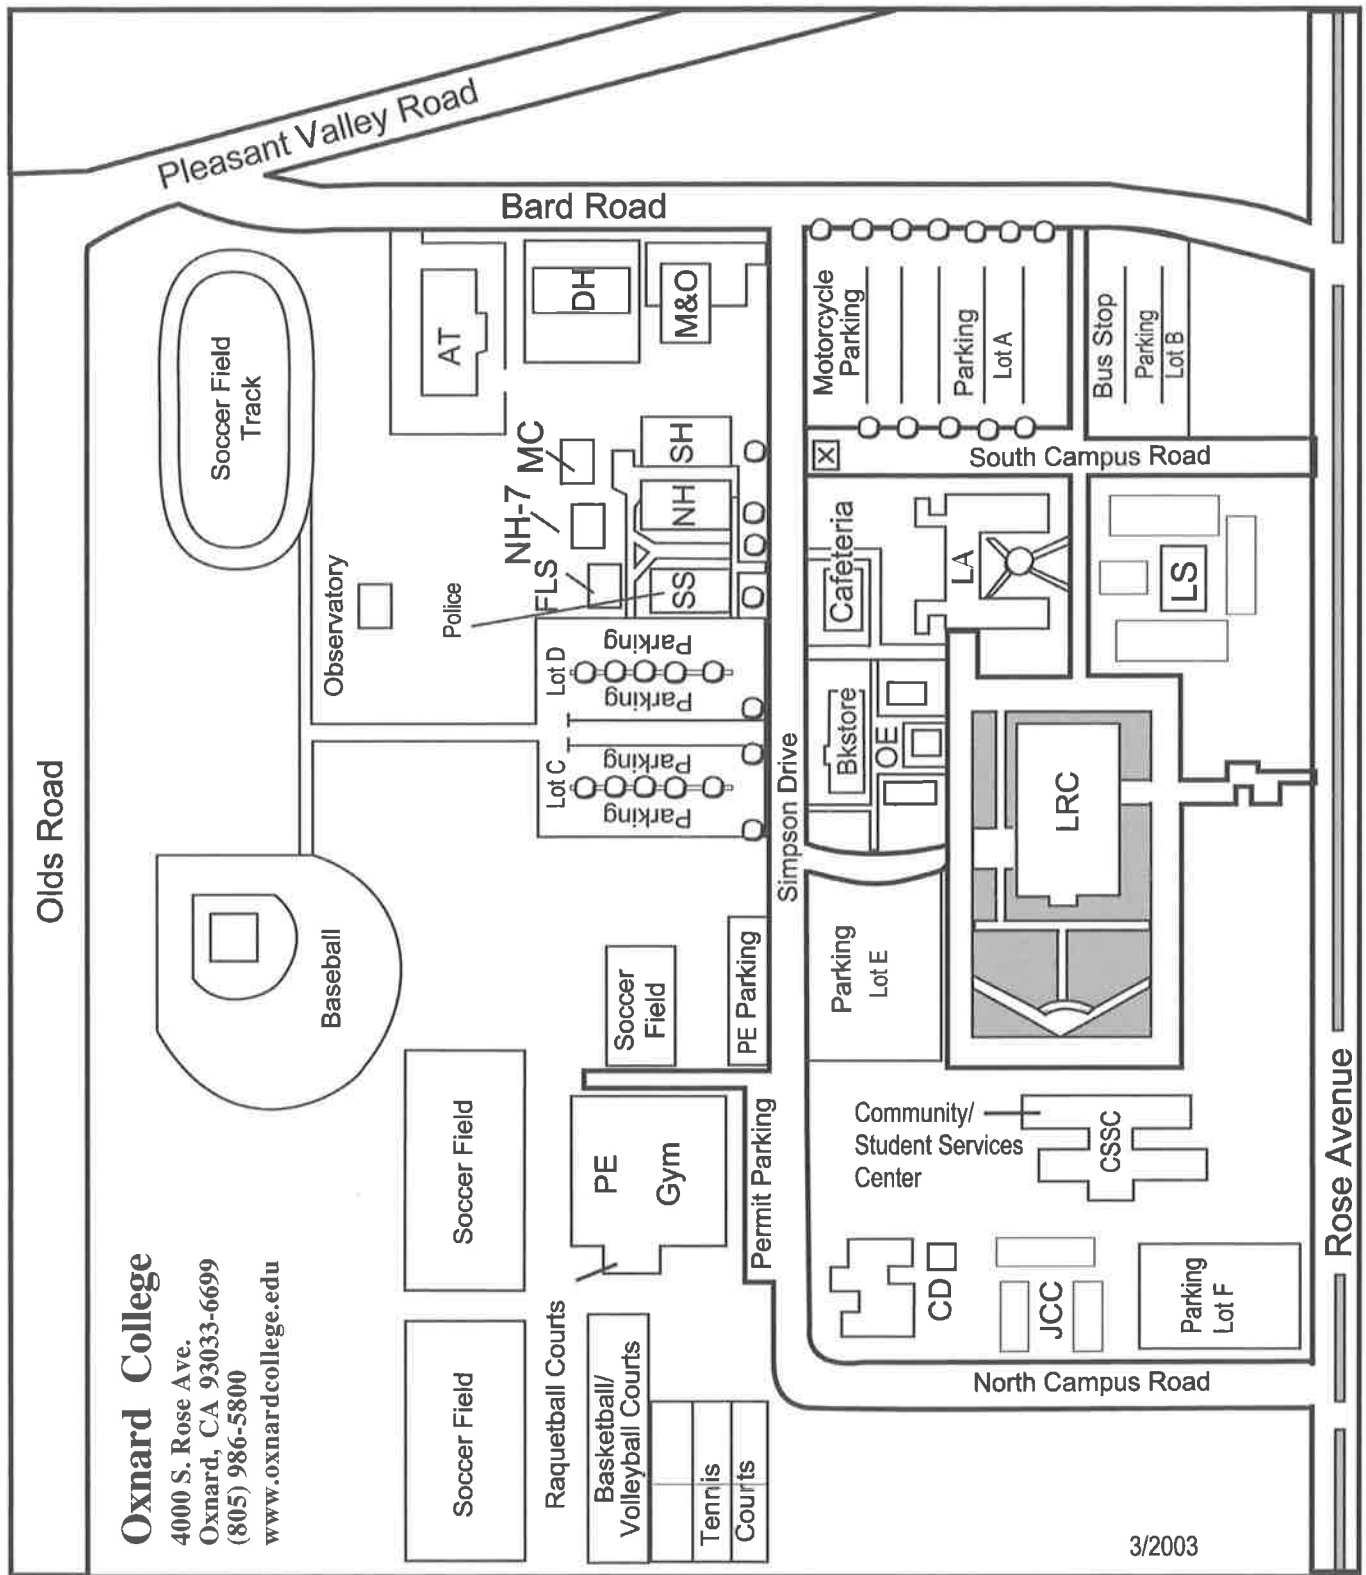 Oxnard College
4000 S. Rose Ave.
Oxnard, CA 93033-6699
(805) 986-5800
www.oxnardcollege.edu
Olds Road
Pleasant Valley Road
Bard Road
Soccer Field
Track
Observatory
Police
Baseball
AT
DH
M&O
MC
NH-7
FLS
SH
NH
SS
Lot D
Parking
Parking
Lot C
Parking
Parking
Soccer
Field
PE Parking
Soccer Field
Soccer Field
PE
Gym
Raquetball Courts
Basketball/
Volleyball Courts
Tennis
Courts
Permit Parking
Simpson Drive
Motorcycle
Parking
Parking
Lot A
Bus Stop
Parking
Lot B
X
South Campus Road
Cafeteria
LA
LS
Bkstore
OE
LRC
Parking
Lot E
Community/
Student Services
Center
CSSC
CD
JCC
Parking
Lot F
North Campus Road
Rose Avenue
3/2003